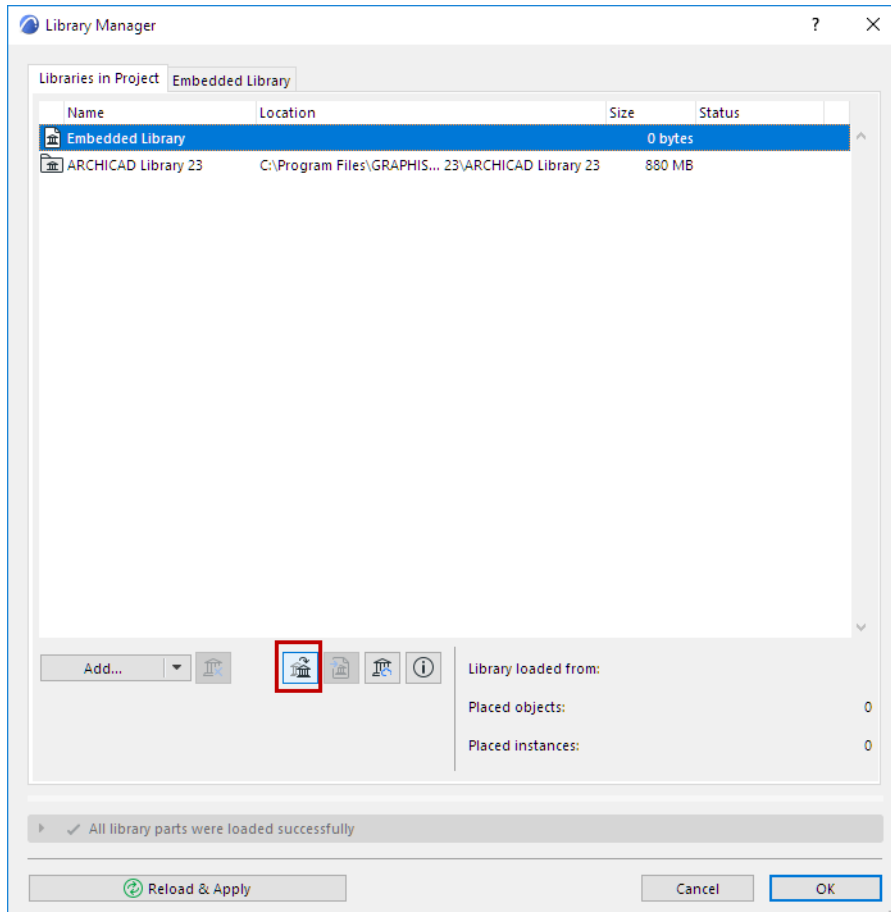 Library Manager
?
Libraries in Project Embedded Library
Name Location Size Status
Embedded Library 0 bytes
ARCHICAD Library 23 C:\Program Files\GRAPHIS... 23\ARCHICAD Library 23 880 MB
Add...
Library loaded from:
Placed objects: 0
Placed instances: 0
All library parts were loaded successfully
Reload & Apply Cancel OK